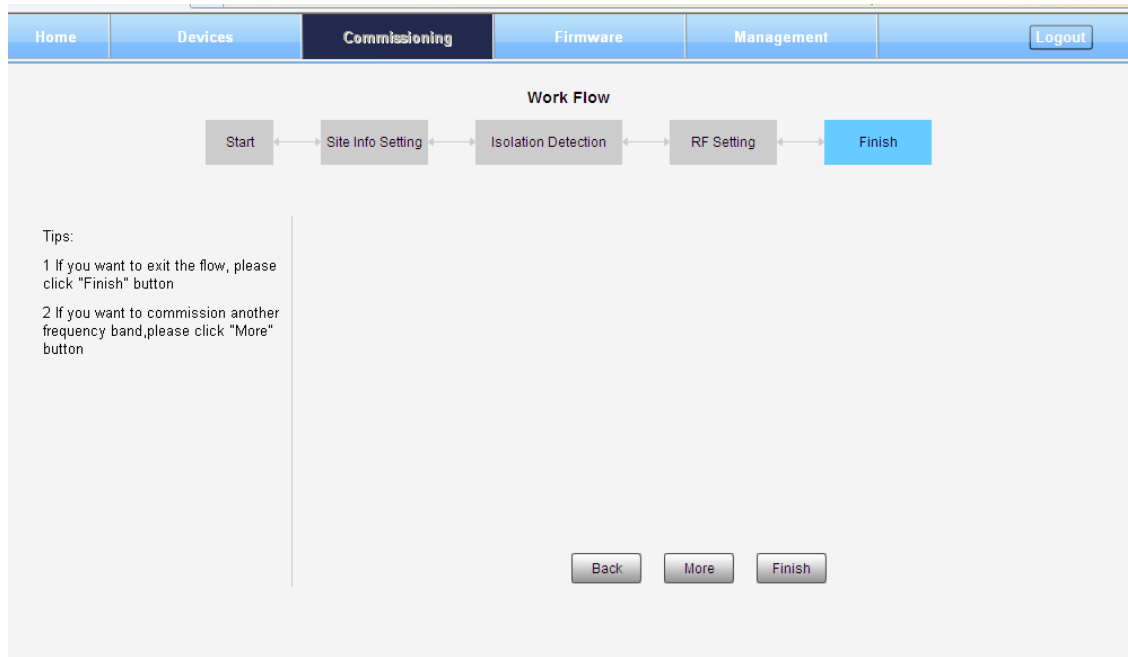 Home Devices Commissioning Firmware Management Logout
Work Flow
Start Site Info Setting Isolation Detection RF Setting Finish
Tips:
1 If you want to exit the flow, please
click "Finish" button
2 If you want to commission another
frequency band,please click "More"
button
Back More Finish